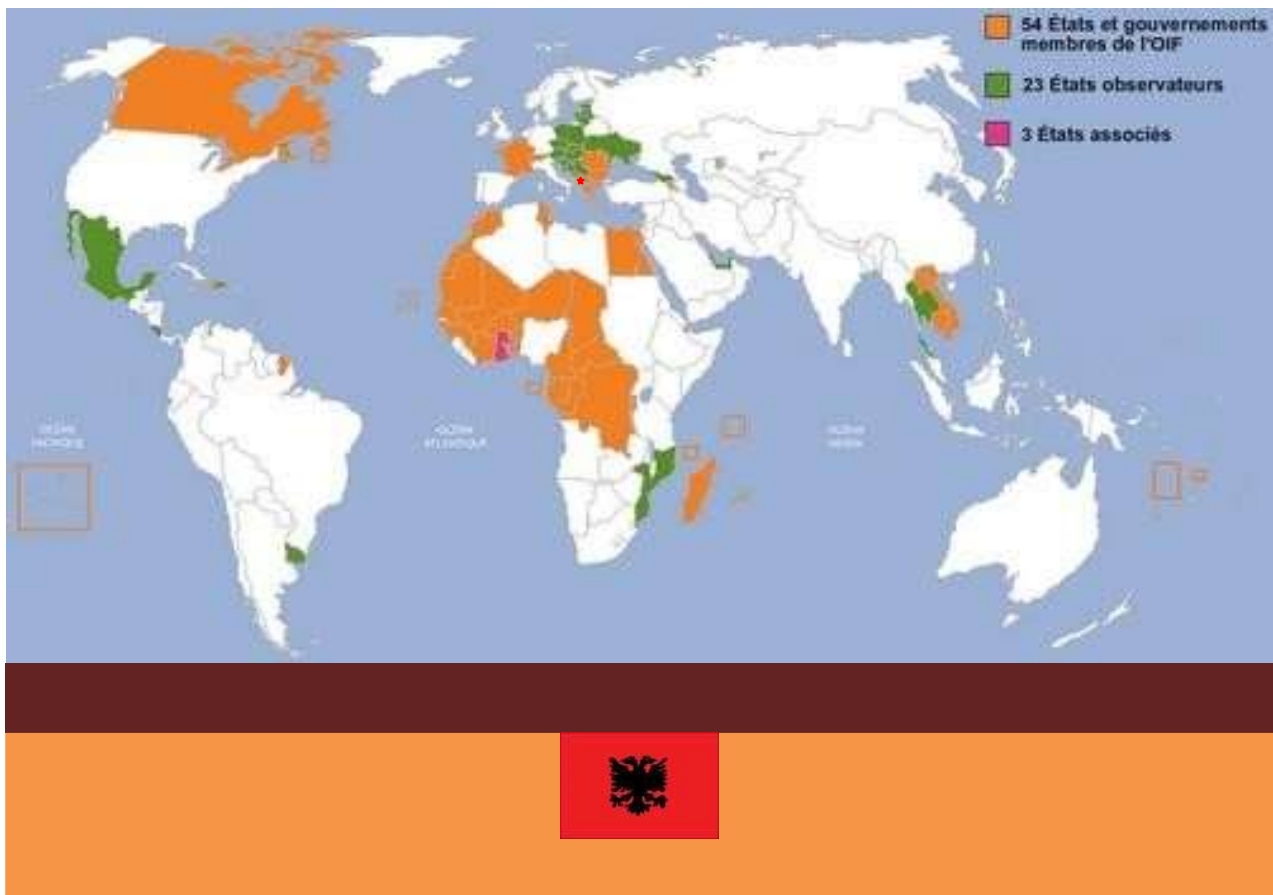 54 États et gouvernements
membres de l'OIF
23 États observateurs
3 États associés